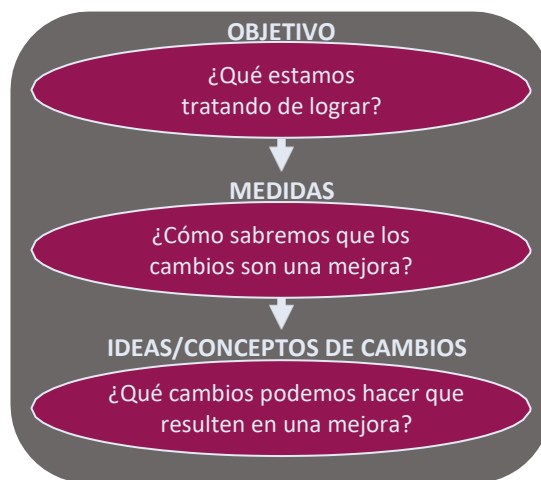 OBJETIVO
¿Qué estamos
tratando de lograr?
MEDIDAS
¿Cómo sabremos que los
cambios son una mejora?
IDEAS/CONCEPTOS DE CAMBIOS
¿Qué cambios podemos hacer que
resulten en una mejora?